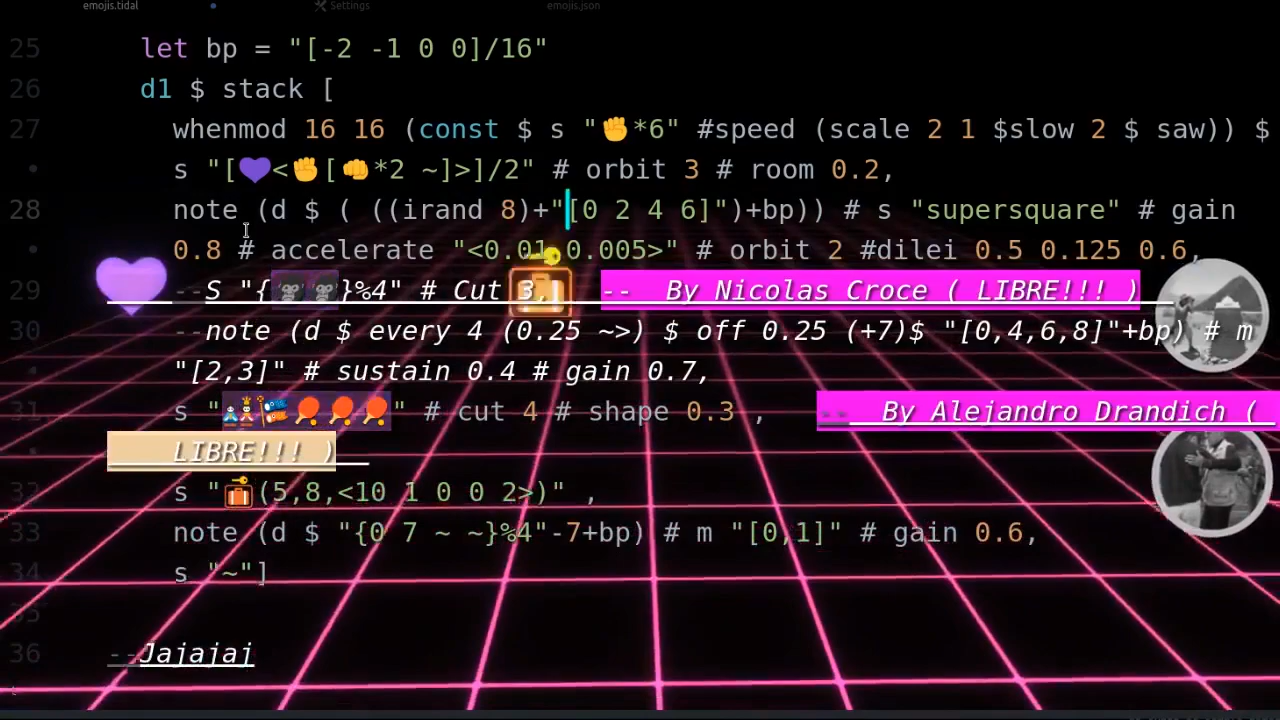 emojis.tidal Settings emojis.json
25 let bp = "[-2 -1 0 0]/16"
26 d1 $ stack [
27 whenmod 16 16 (const $ s "✊*6" #speed (scale 2 1 $slow 2 $ saw)) $
s "[💜<✊[👊*2 ~]>]/2" # orbit 3 # room 0.2,
28 note (d $ ( ((irand 8)+"[0 2 4 6]")+bp)) # s "supersquare" # gain
0.8 # accelerate "<0.01 0.005>" # orbit 2 #dilei 0.5 0.125 0.6,
29 --S "{🦍🦍}%4" # Cut 3, -- By Nicolas Croce ( LIBRE!!! )
30 --note (d $ every 4 (0.25 ~>) $ off 0.25 (+7)$ "[0,4,6,8]"+bp) # m
"[2,3]" # sustain 0.4 # gain 0.7,
31 s "🎎🎏🏓🏓🏓" # cut 4 # shape 0.3 , -- By Alejandro Drandich (
LIBRE!!! )
32 s "🛅(5,8,<10 1 0 0 2>)" ,
33 note (d $ "{0 7 ~ ~}%4"-7+bp) # m "[0,1]" # gain 0.6,
34 s "~"]
35
36 --Jajajaj